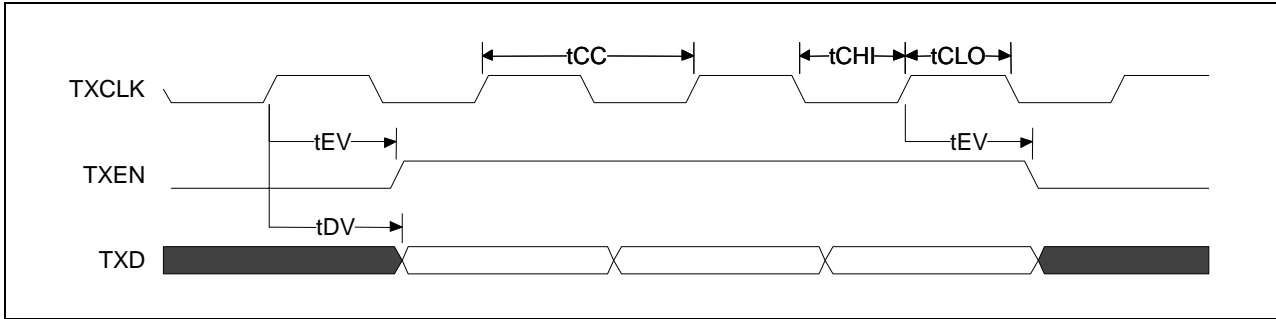 tCC
tCHI
tCLO
TXCLK
tEV
tEV
TXEN
tDV
TXD